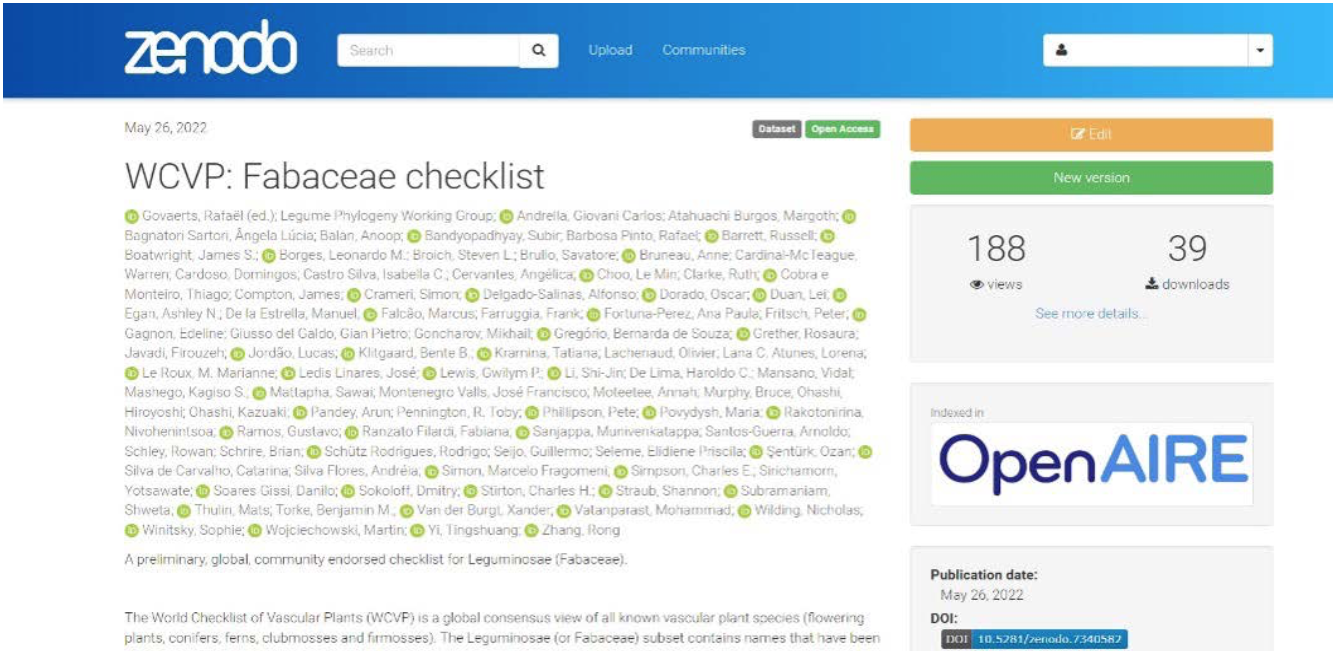 zenodo
Search
Upload Communities
May 26, 2022
Dataset Open Access
WCVP: Fabaceae checklist
Govaerts, Rafaël (ed.); Legume Phylogeny Working Group; Andrella, Giovani Carlos; Atahuachi Burgos, Margoth;
Bagnatori Sartori, Ângela Lúcia; Balan, Anoop; Bandyopadhyay, Subir; Barbosa Pinto, Rafael; Barrett, Russell;
Boatwright, James S.; Borges, Leonardo M.; Broich, Steven L.; Brullo, Savatore; Bruneau, Anne; Cardinal-McTeague,
Warren; Cardoso, Domingos; Castro Silva, Isabella C.; Cervantes, Angélica; Choo, Le Min; Clarke, Ruth; Cobra e
Monteiro, Thiago; Compton, James; Crameri, Simon; Delgado-Salinas, Alfonso; Dorado, Oscar; Duan, Lei;
Egan, Ashley N.; De la Estrella, Manuel; Falcão, Marcus; Farruggia, Frank; Fortuna-Perez, Ana Paula; Fritsch, Peter;
Gagnon, Edeline; Giusso del Galdo, Gian Pietro; Goncharov, Mikhail; Gregório, Bernarda de Souza; Grether, Rosaura;
Javadi, Firouzeh; Jordão, Lucas; Klitgaard, Bente B.; Kramina, Tatiana; Lachenaud, Olivier; Lana C. Atunes, Lorena;
Le Roux, M. Marianne; Ledis Linares, José; Lewis, Gwilym P.; Li, Shi-Jin; De Lima, Haroldo C.; Mansano, Vidal;
Mashego, Kagiso S.; Mattapha, Sawai; Montenegro Valls, José Francisco; Moteetee, Annah; Murphy, Bruce; Ohashi,
Hiroyoshi; Ohashi, Kazuaki; Pandey, Arun; Pennington, R. Toby; Phillipson, Pete; Povydysh, Maria; Rakotonirina,
Nivohenintsoa; Ramos, Gustavo; Ranzato Filardi, Fabiana; Sanjappa, Munivenkatappa; Santos-Guerra, Arnoldo;
Schley, Rowan; Schrire, Brian; Schütz Rodrigues, Rodrigo; Seijo, Guillermo; Seleme, Elidiene Priscila; Şentürk, Ozan;
Silva de Carvalho, Catarina; Silva Flores, Andréia; Simon, Marcelo Fragomeni; Simpson, Charles E.; Sirichamorn,
Yotsawate; Soares Gissi, Danilo; Sokoloff, Dmitry; Stirton, Charles H.; Straub, Shannon; Subramaniam,
Shweta; Thulin, Mats; Torke, Benjamin M.; Van der Burgt, Xander; Vatanparast, Mohammad; Wilding, Nicholas;
Winitsky, Sophie; Wojciechowski, Martin; Yi, Tingshuang; Zhang, Rong
A preliminary, global, community endorsed checklist for Leguminosae (Fabaceae).
The World Checklist of Vascular Plants (WCVP) is a global consensus view of all known vascular plant species (flowering
plants, conifers, ferns, clubmosses and firmosses). The Leguminosae (or Fabaceae) subset contains names that have been
Edit
New version
188 39
views downloads
See more details...
Indexed in
OpenAIRE
Publication date:
May 26, 2022
DOI:
DOI 10.5281/zenodo.7340587